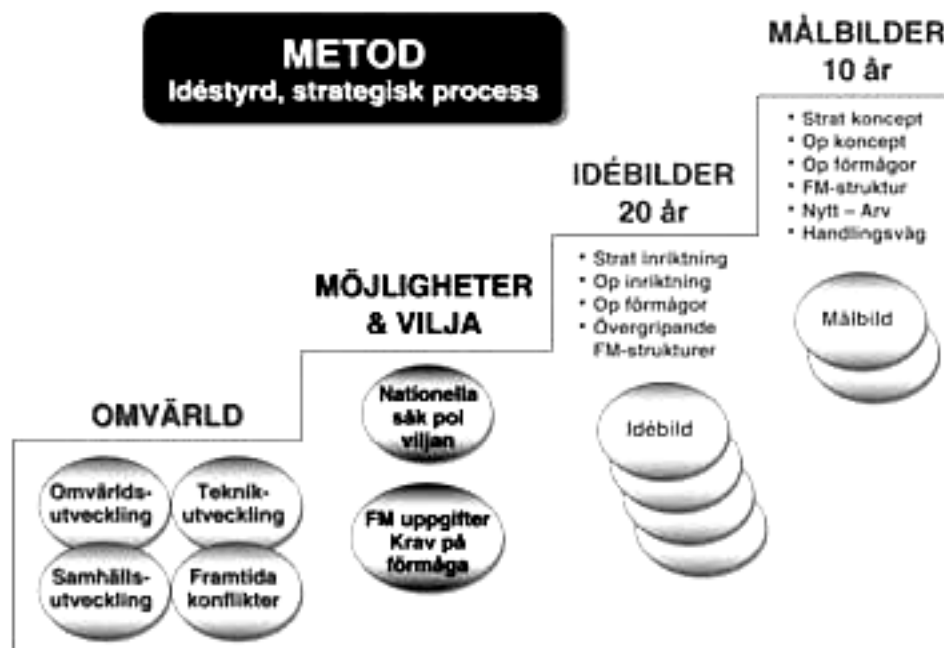 METOD
Idéstyrd, strategisk process
MÅLBILDER
10 år
• Strat koncept
• Op koncept
• Op förmågor
• FM-struktur
• Nytt – Arv
• Handlingsväg
Målbild
IDÉBILDER
20 år
• Strat inriktning
• Op inriktning
• Op förmågor
• Övergripande
FM-strukturer
Idébild
MÖJLIGHETER
& VILJA
Nationella
säk pol
viljan
FM uppgifter
Krav på
förmåga
OMVÄRLD
Omvärlds-
utveckling
Teknik-
utveckling
Samhälls-
utveckling
Framtida
konflikter